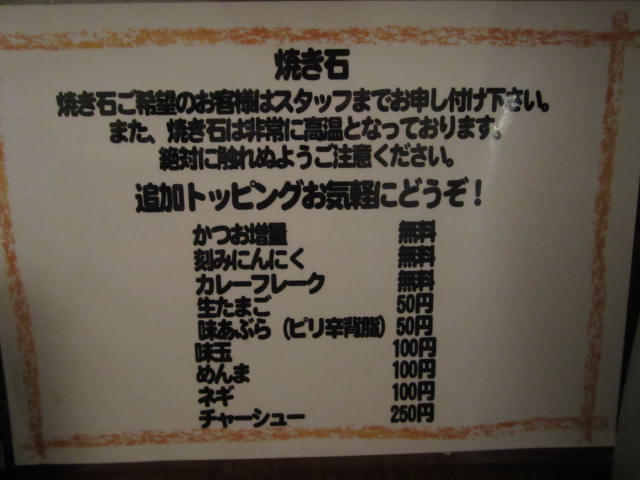 焼き石
焼き石ご希望のお客様はスタッフまでお申し付け下さい。
また、焼き石は非常に高温となっております。
絶対に触れぬようご注意ください。
追加トッピングお気軽にどうぞ！
かつお増量 無料
刻みにんにく 無料
カレーフレーク 無料
生たまご 50円
味あぶら（ピリ辛背脂） 50円
味玉 100円
めんま 100円
ネギ 100円
チャーシュー 250円